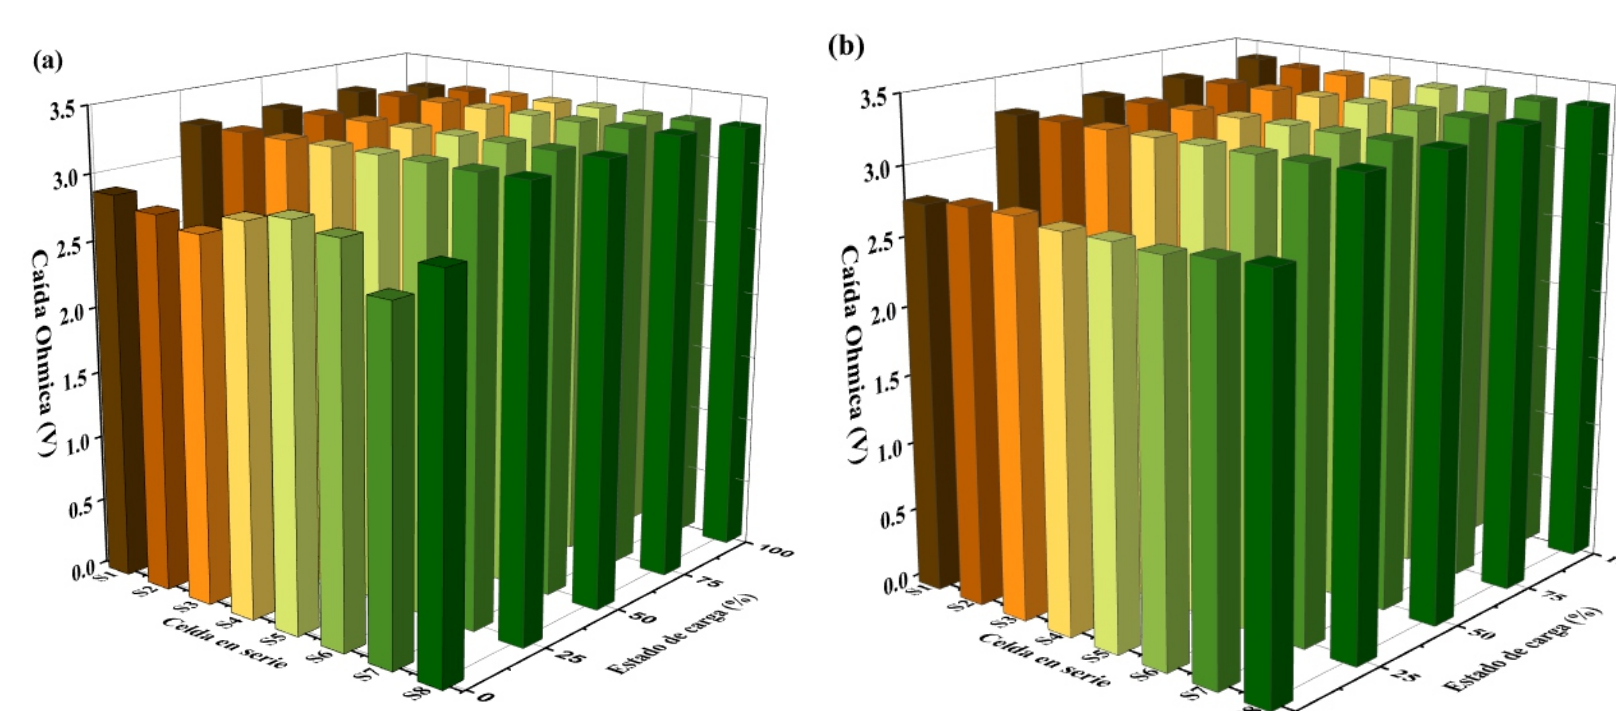 (a)
3.5
3.0
2.5
2.0
1.5
1.0
0.5
0.0
Caída Ohmica (V)
S1
S2
S3
S4
S5
S6
S7
S8
Celda en serie
0
25
50
75
100
Estado de carga (%)
(b)
3.5
3.0
2.5
2.0
1.5
1.0
0.5
0.0
Caída Ohmica (V)
S1
S2
S3
S4
S5
S6
S7
Celda en serie
25
50
75
Estado de carga (%)